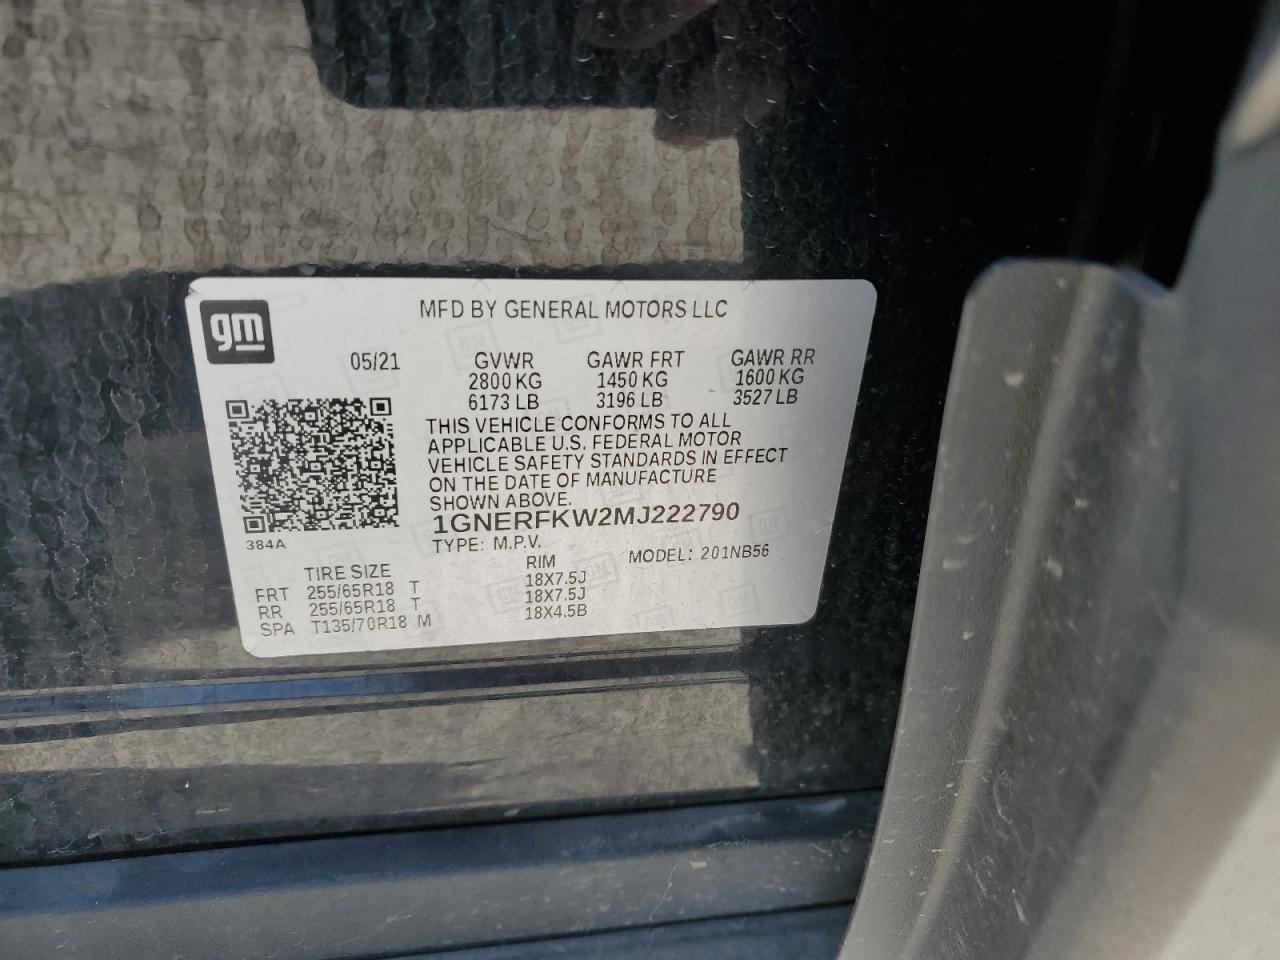 gm
MFD BY GENERAL MOTORS LLC
05/21 GVWR GAWR FRT GAWR RR
2800 KG 1450 KG 1600 KG
6173 LB 3196 LB 3527 LB
THIS VEHICLE CONFORMS TO ALL
APPLICABLE U.S. FEDERAL MOTOR
VEHICLE SAFETY STANDARDS IN EFFECT
ON THE DATE OF MANUFACTURE
SHOWN ABOVE.
1GNERFKW2MJ222790
384A
TYPE: M.P.V. MODEL: 201NB56
TIRE SIZE RIM
FRT 255/65R18 T 18X7.5J
RR 255/65R18 T 18X7.5J
SPA T135/70R18 M 18X4.5B